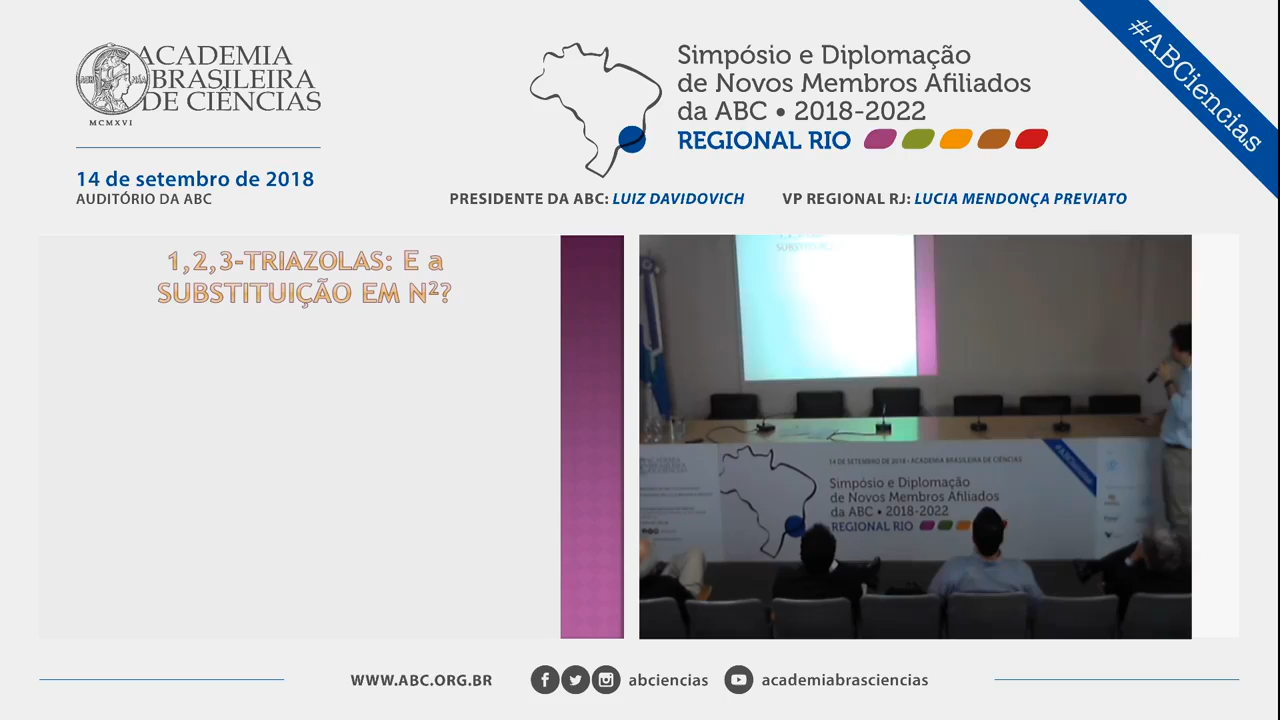 ACADEMIA
BRASILEIRA
DE CIÊNCIAS
MCMXVI
14 de setembro de 2018
AUDITÓRIO DA ABC
Simpósio e Diplomação
de Novos Membros Afiliados
da ABC • 2018-2022
REGIONAL RIO
#ABCiencias
PRESIDENTE DA ABC: LUIZ DAVIDOVICH
VP REGIONAL RJ: LUCIA MENDONÇA PREVIATO
1,2,3-TRIAZOLAS: E a
SUBSTITUIÇÃO EM N²?
14 DE SETEMBRO DE 2018 • ACADEMIA BRASILEIRA DE CIÊNCIAS
Simpósio e Diplomação
de Novos Membros Afiliados
da ABC • 2018-2022
REGIONAL RIO
WWW.ABC.ORG.BR
abciencias
academiabrasciencias